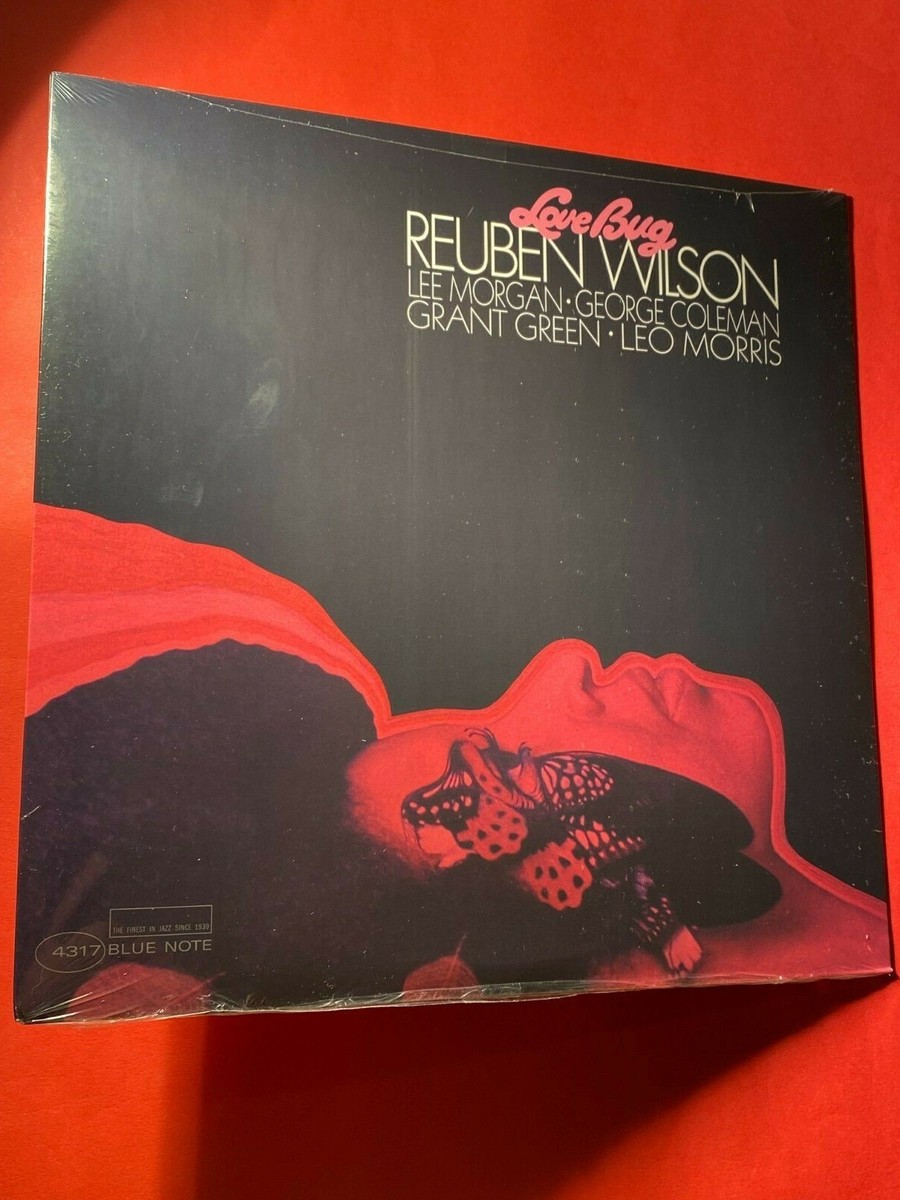 Love Bug
REUBEN WILSON
LEE MORGAN · GEORGE COLEMAN
GRANT GREEN · LEO MORRIS
THE FINEST IN JAZZ SINCE 1939
4317 BLUE NOTE